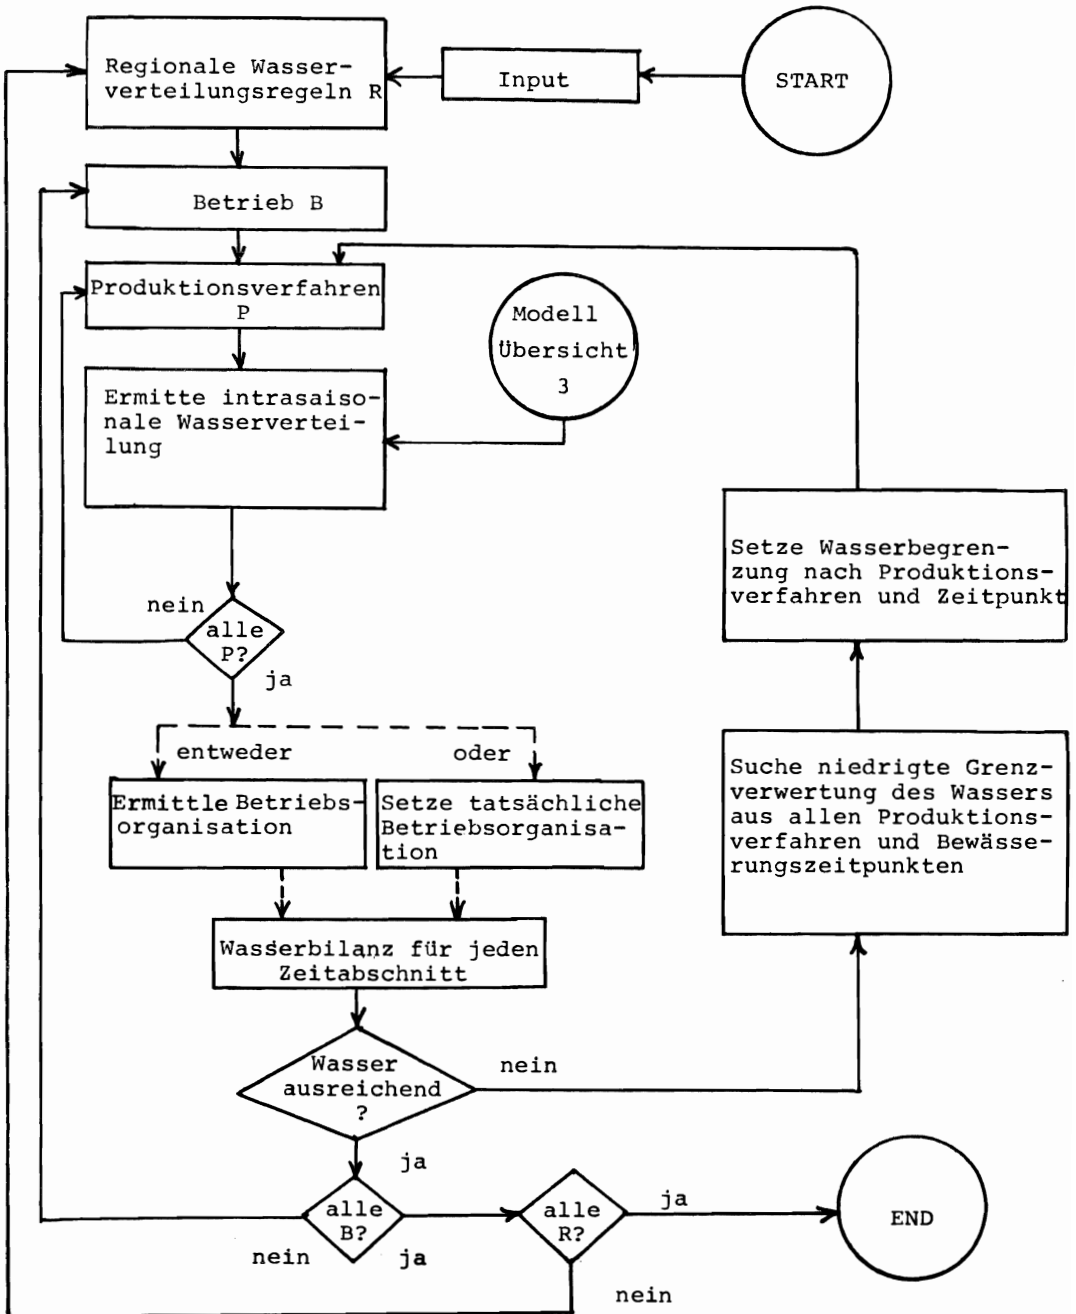 Regionale Wasser-
verteilungsregeln R
Input
START
Betrieb B
Produktionsverfahren
P
Modell
Übersicht
3
Ermitte intrasaiso-
nale Wasservertei-
lung
nein
alle
P?
ja
entweder
oder
Ermittle Betriebs-
organisation
Setze tatsächliche
Betriebsorganisa-
tion
Wasserbilanz für jeden
Zeitabschnitt
Wasser
ausreichend
?
nein
Suche niedrigte Grenz-
verwertung des Wassers
aus allen Produktions-
verfahren und Bewässe-
rungszeitpunkten
Setze Wasserbegren-
zung nach Produktions-
verfahren und Zeitpunkt
ja
alle
B?
nein
ja
alle
R?
ja
nein
END